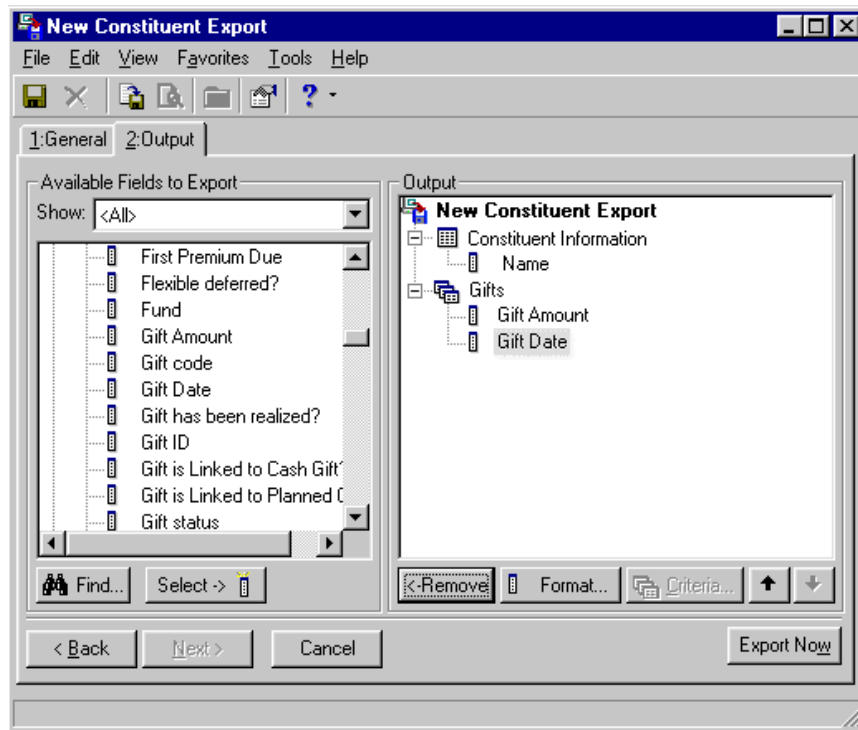 New Constituent Export
File Edit View Favorites Tools Help
?
1:General 2:Output
Available Fields to Export
Show: <All>
First Premium Due
Flexible deferred?
Fund
Gift Amount
Gift code
Gift Date
Gift has been realized?
Gift ID
Gift is Linked to Cash Gift?
Gift is Linked to Planned G
Gift status
Find... Select ->
Output
New Constituent Export
Constituent Information
Name
Gifts
Gift Amount
Gift Date
<-Remove Format... Criteria...
< Back Next > Cancel Export Now